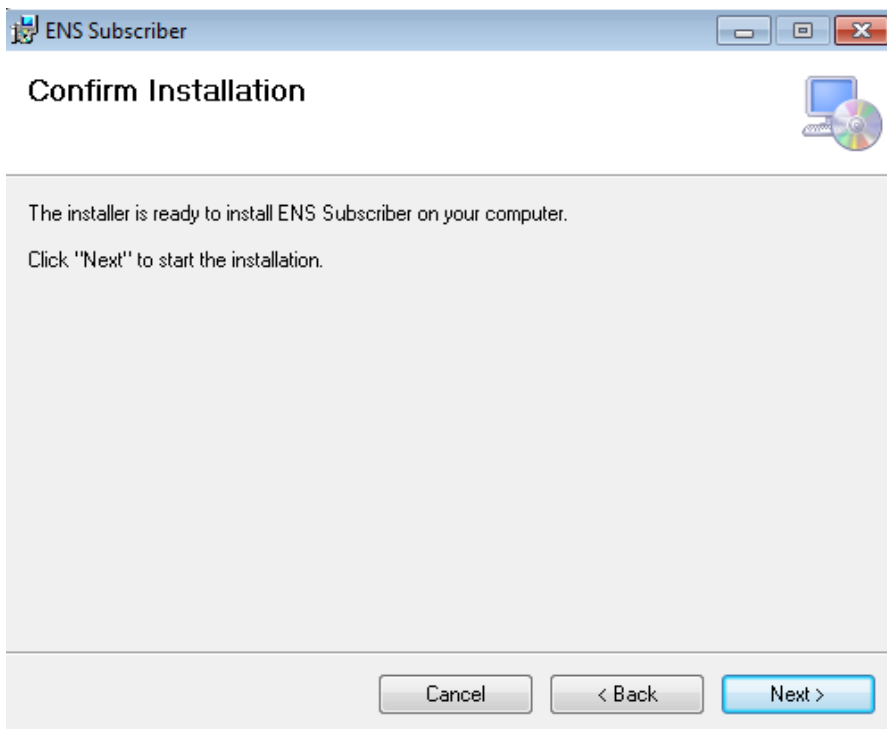 ENS Subscriber
Confirm Installation
The installer is ready to install ENS Subscriber on your computer.
Click "Next" to start the installation.
Cancel
< Back
Next >